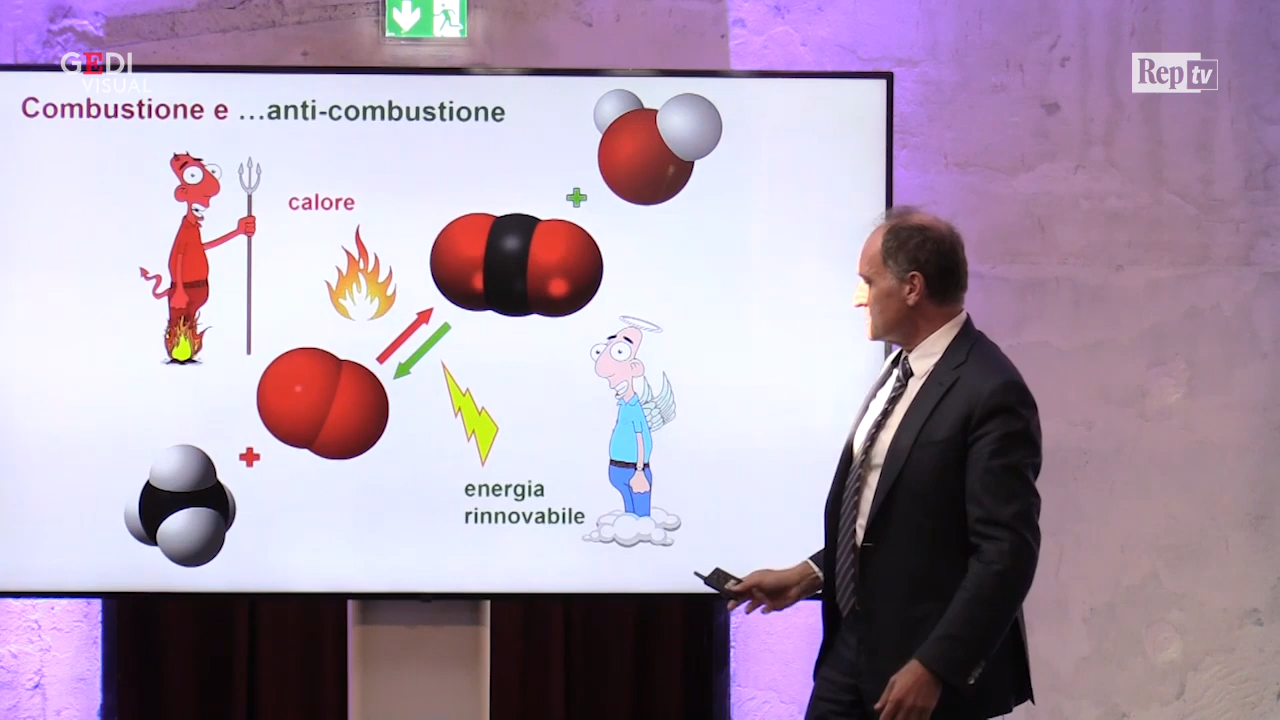 GEDI
VISUAL
Rep tv
Combustione e ...anti-combustione
calore
energia
rinnovabile